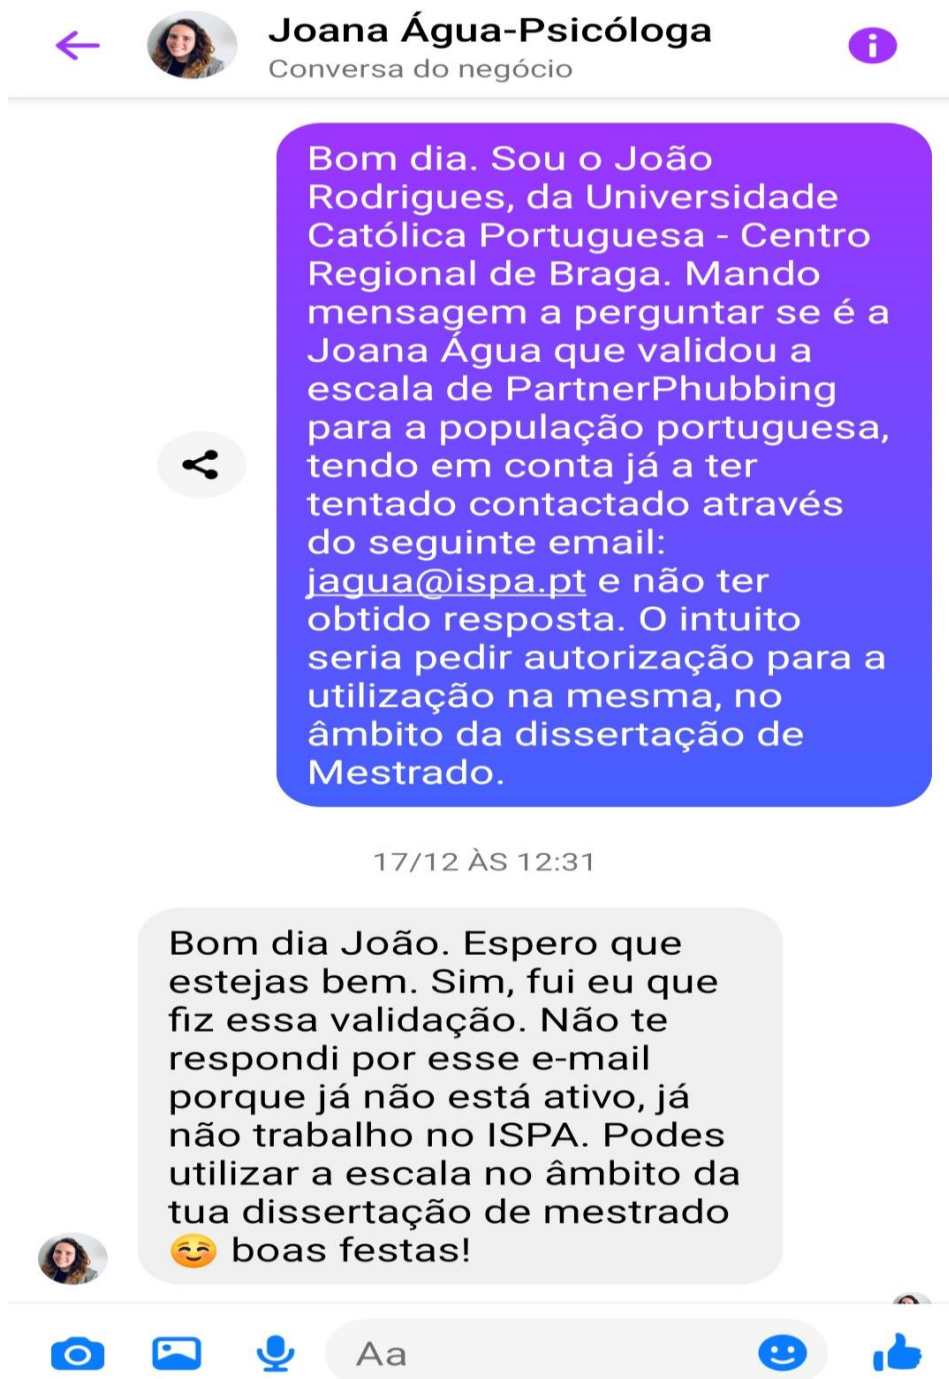 Joana Água-Psicóloga
Conversa do negócio
Bom dia. Sou o João
Rodrigues, da Universidade
Católica Portuguesa - Centro
Regional de Braga. Mando
mensagem a perguntar se é a
Joana Água que validou a
escala de PartnerPhubbing
para a população portuguesa,
tendo em conta já a ter
tentado contactado através
do seguinte email:
jagua@ispa.pt e não ter
obtido resposta. O intuito
seria pedir autorização para a
utilização na mesma, no
âmbito da dissertação de
Mestrado.
17/12 ÀS 12:31
Bom dia João. Espero que
estejas bem. Sim, fui eu que
fiz essa validação. Não te
respondi por esse e-mail
porque já não está ativo, já
não trabalho no ISPA. Podes
utilizar a escala no âmbito da
tua dissertação de mestrado
☺️ boas festas!
Aa